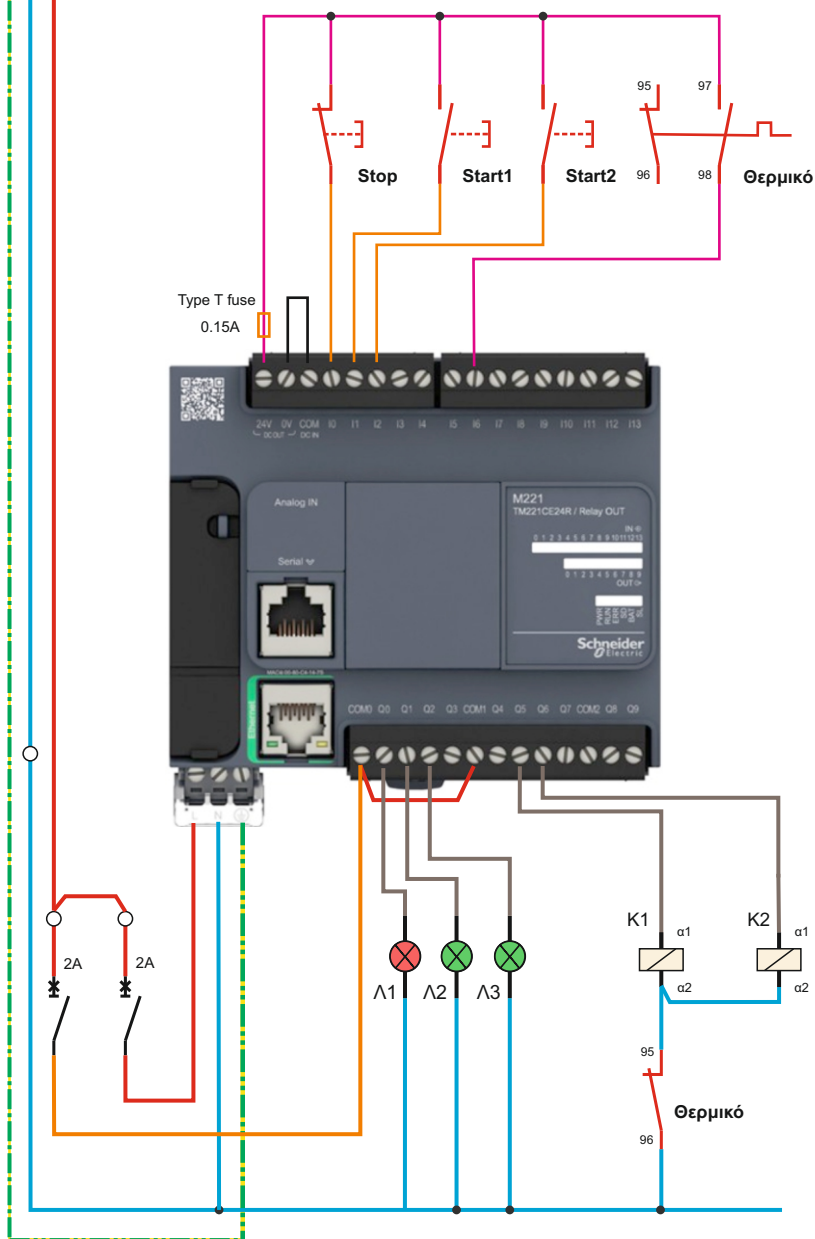 95
97
Stop
Start1
Start2
96
98
Θερμικό
Type T fuse
0.15A
24V 0V COM I0 I1 I2 I3 I4 I5 I6 I7 I8 I9 I10 I11 I12 I13
DC OUT DC IN
Analog IN
M221
TM221CE24R / Relay OUT
IN
0 1 2 3 4 5 6 7 8 9 10 11 12 13
Serial
0 1 2 3 4 5 6 7 8 9
OUT
PWR
RUN
ERR
SD
BAT
SL
Schneider
Electric
Ethernet
COM0 Q0 Q1 Q2 Q3 COM1 Q4 Q5 Q6 Q7 COM2 Q8 Q9
L N
K1
α1
K2
α1
2A
2A
Λ1
Λ2
Λ3
α2
α2
95
Θερμικό
96